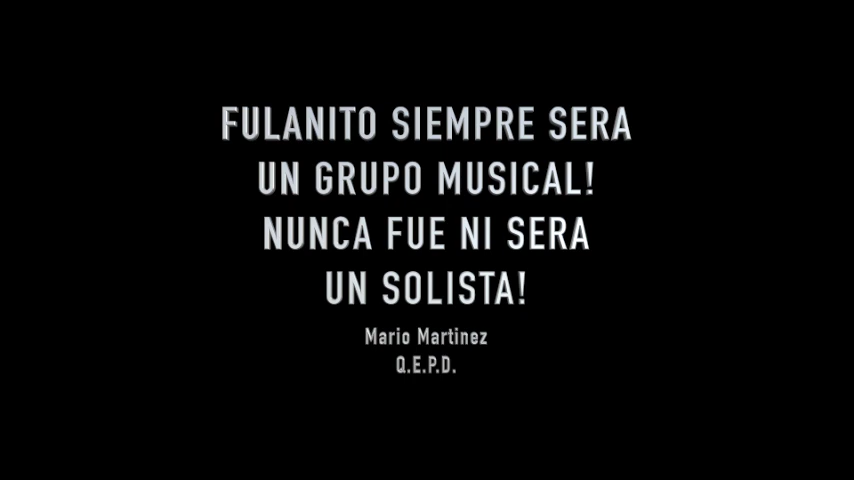 FULANITO SIEMPRE SERA
UN GRUPO MUSICAL!
NUNCA FUE NI SERA
UN SOLISTA!
Mario Martinez
Q.E.P.D.